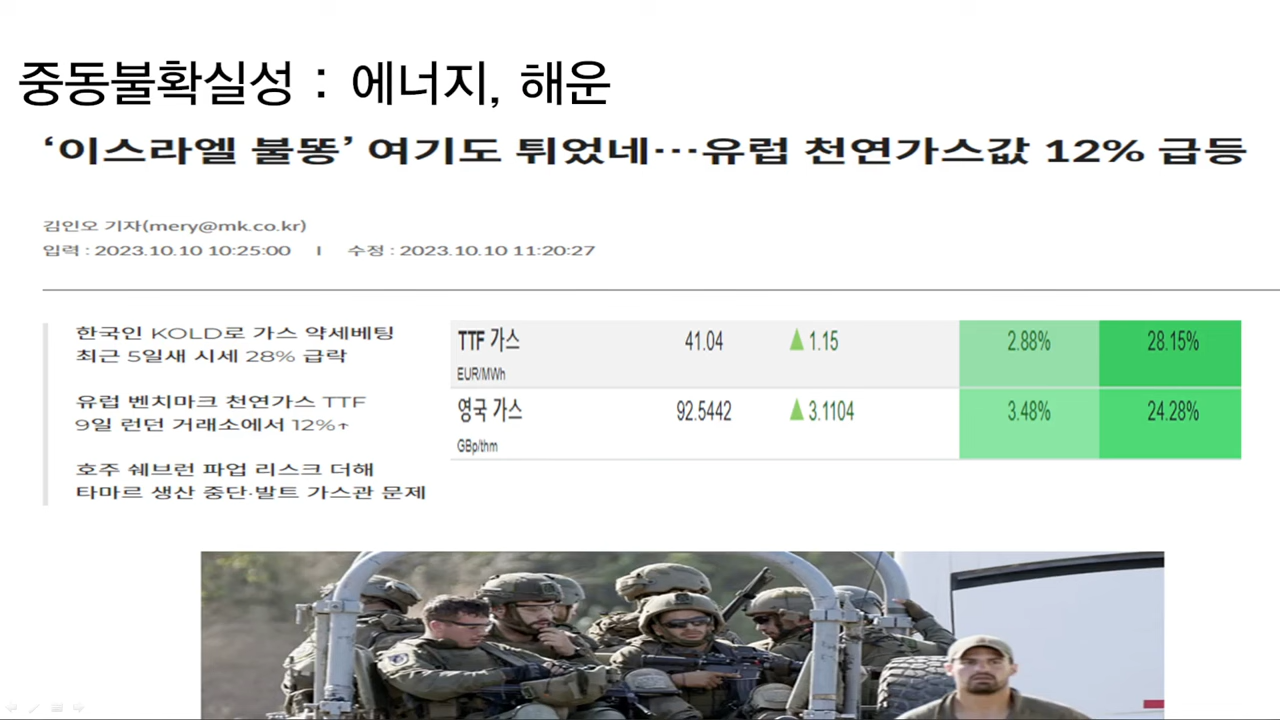 중동불확실성 : 에너지, 해운
‘이스라엘 불똥’ 여기도 튀었네…유럽 천연가스값 12% 급등
김인오 기자(mery@mk.co.kr)
입력 : 2023.10.10 10:25:00 I 수정 : 2023.10.10 11:20:27
한국인 KOLD로 가스 약세베팅
최근 5일새 시세 28% 급락
유럽 벤치마크 천연가스 TTF
9일 런던 거래소에서 12%↑
호주 쉐브런 파업 리스크 더해
타마르 생산 중단·발트 가스관 문제
TTF 가스 41.04 ▲1.15 2.88% 28.15%
EUR/MWh
영국 가스 92.5442 ▲3.1104 3.48% 24.28%
GBp/thm